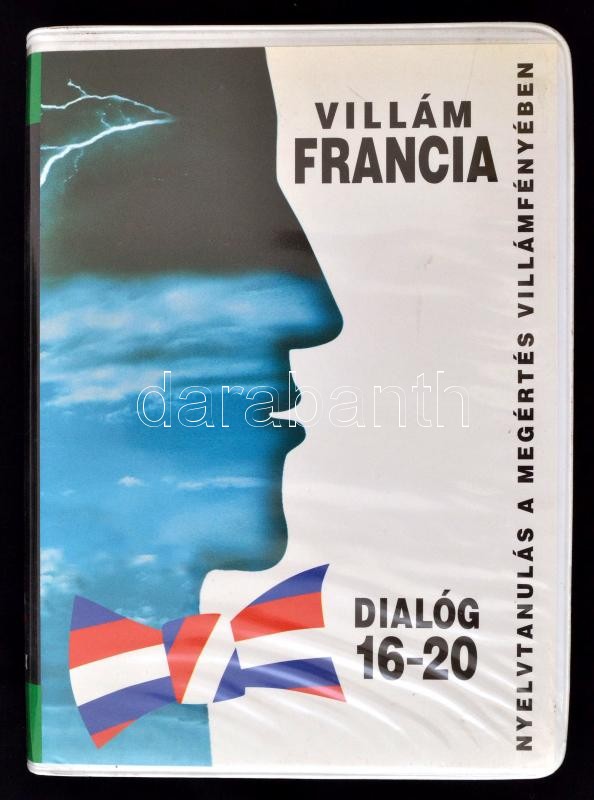 VILLÁM
FRANCIA
NYELVTANULÁS A MEGÉRTÉS VILLÁMFÉNYÉBEN
darabanth
DIALÓG
16-20